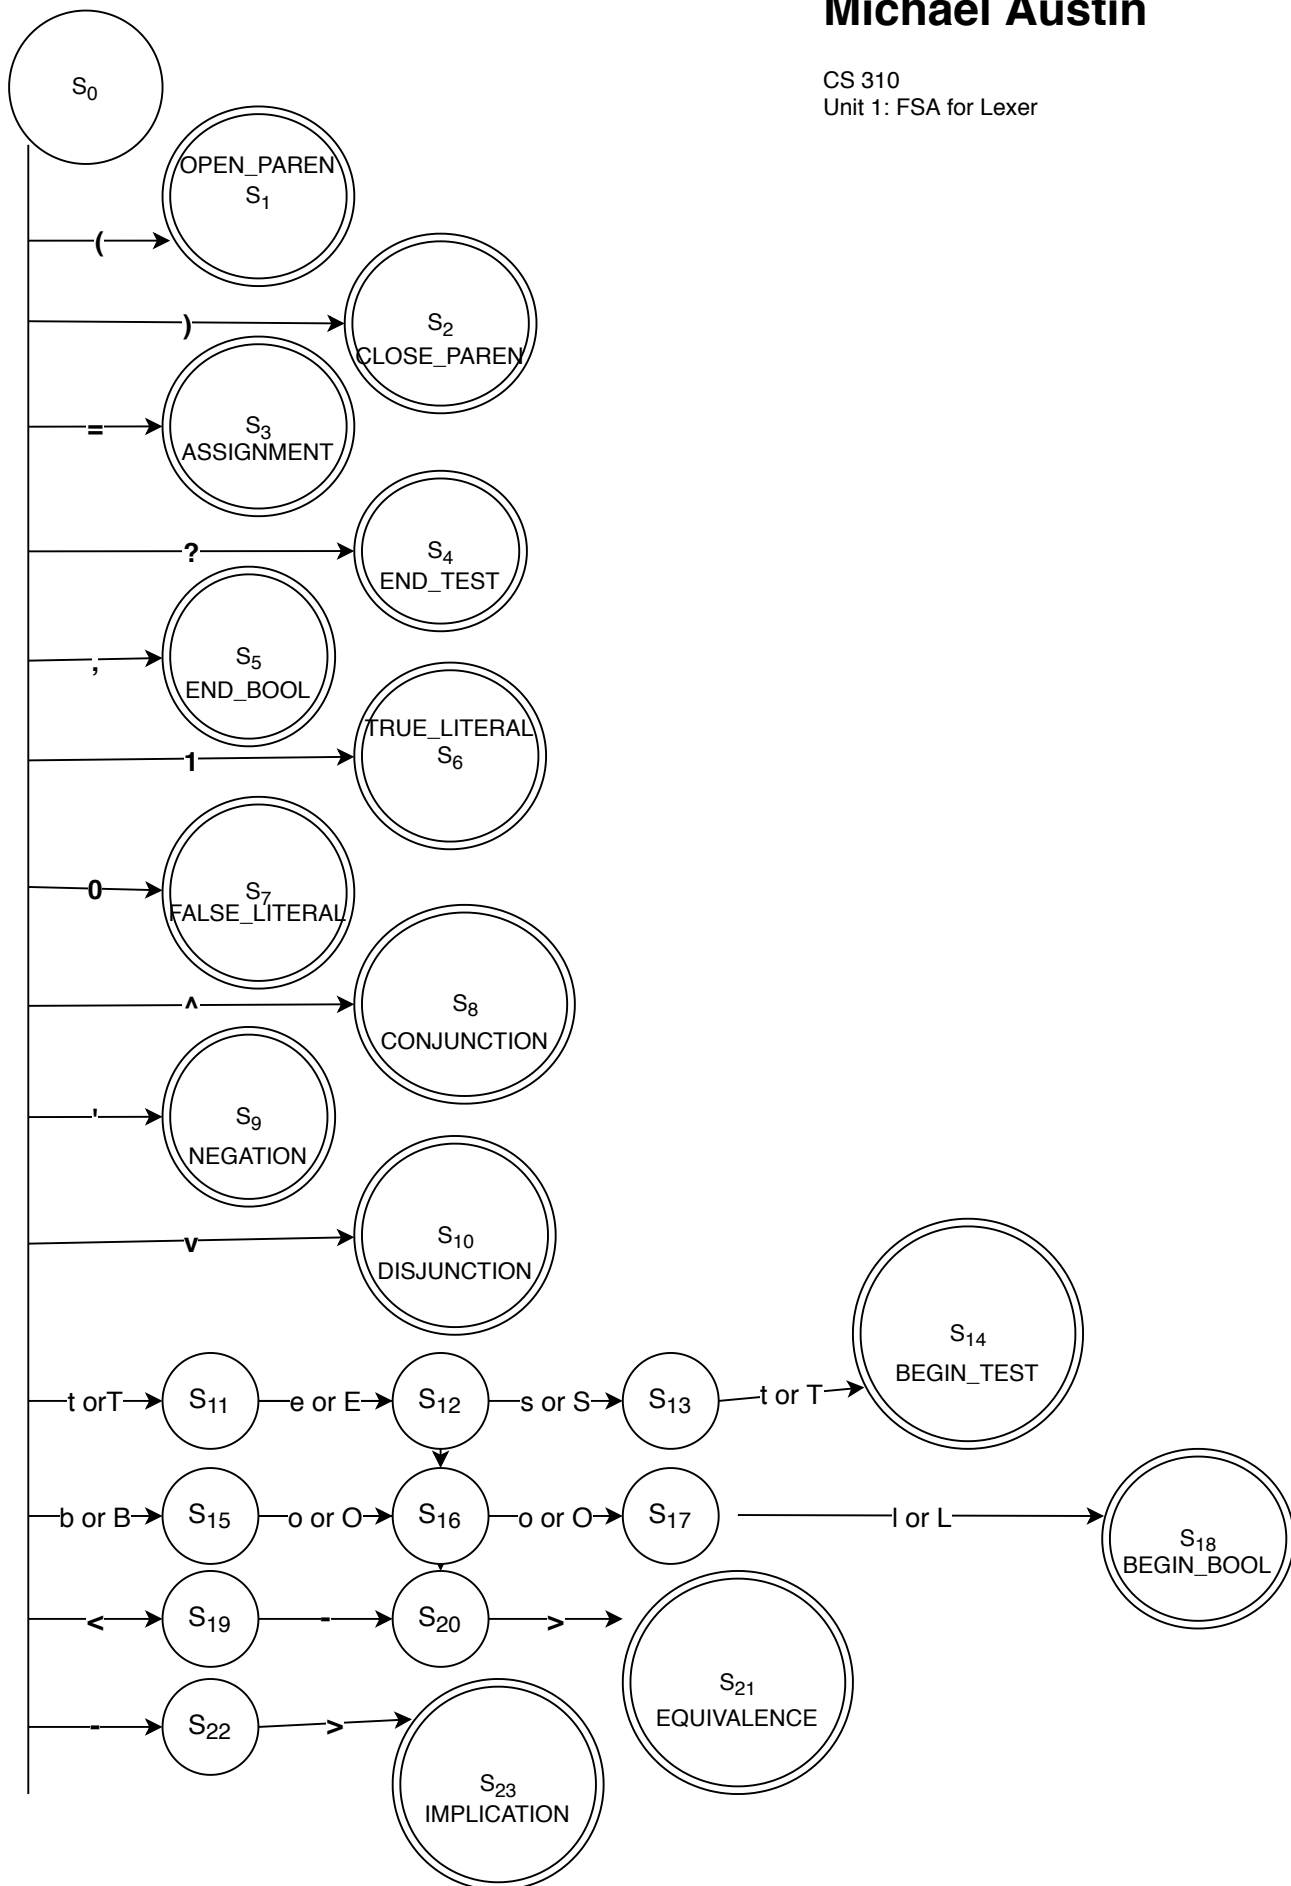 Michael Austin
CS 310
Unit 1: FSA for Lexer
S0
OPEN_PAREN
S1
(
)
S2
CLOSE_PAREN
=
S3
ASSIGNMENT
?
S4
END_TEST
,
S5
END_BOOL
TRUE_LITERAL
S6
1
0
S7
FALSE_LITERAL
^
S8
CONJUNCTION
'
S9
NEGATION
v
S10
DISJUNCTION
S14
BEGIN_TEST
t orT S11 e or E S12 s or S S13 t or T
b or B S15 o or O S16 o or O S17 l or L
S18
BEGIN_BOOL
< S19 - S20 >
S21
EQUIVALENCE
- S22 >
S23
IMPLICATION